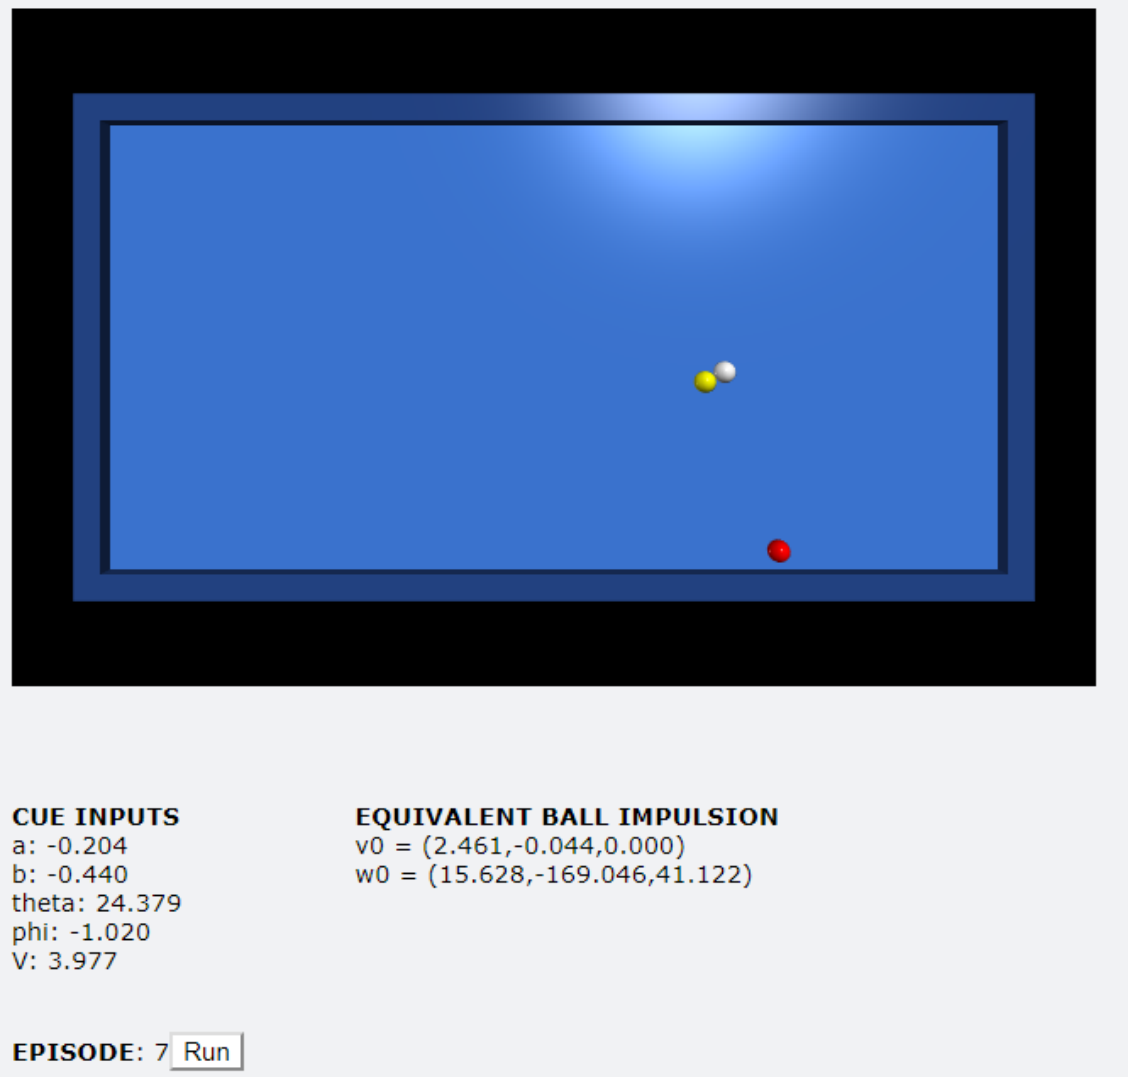 CUE INPUTS
a: -0.204
b: -0.440
theta: 24.379
phi: -1.020
V: 3.977
EQUIVALENT BALL IMPULSION
v0 = (2.461,-0.044,0.000)
w0 = (15.628,-169.046,41.122)
EPISODE: 7 Run